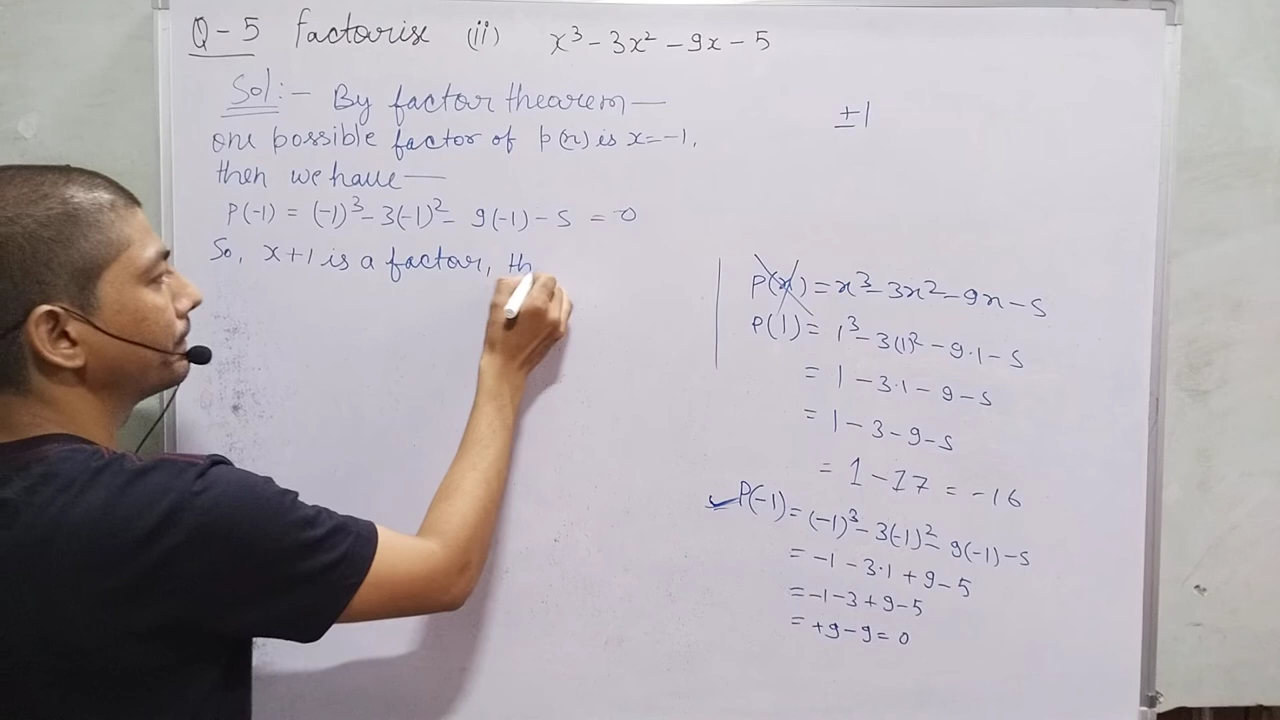 Q-5 Factorise (ii) x³-3x²-9x-5
Sol:- By factor thearem—
one possible factor of p(x) is x=-1,
then we have—
P(-1) = (-1)³-3(-1)²- 9(-1)-5 = 0
So, x+1 is a factor, th
±1
P(x) = x³-3x²-9x-5
P(1) = 1³-3(1)²-9·1-5
= 1-3·1-9-5
= 1-3-9-5
= 1-17 = -16
P(-1) = (-1)³-3(-1)²- 9(-1)-5
= -1-3·1+9-5
= -1-3+9-5
= +9-9=0